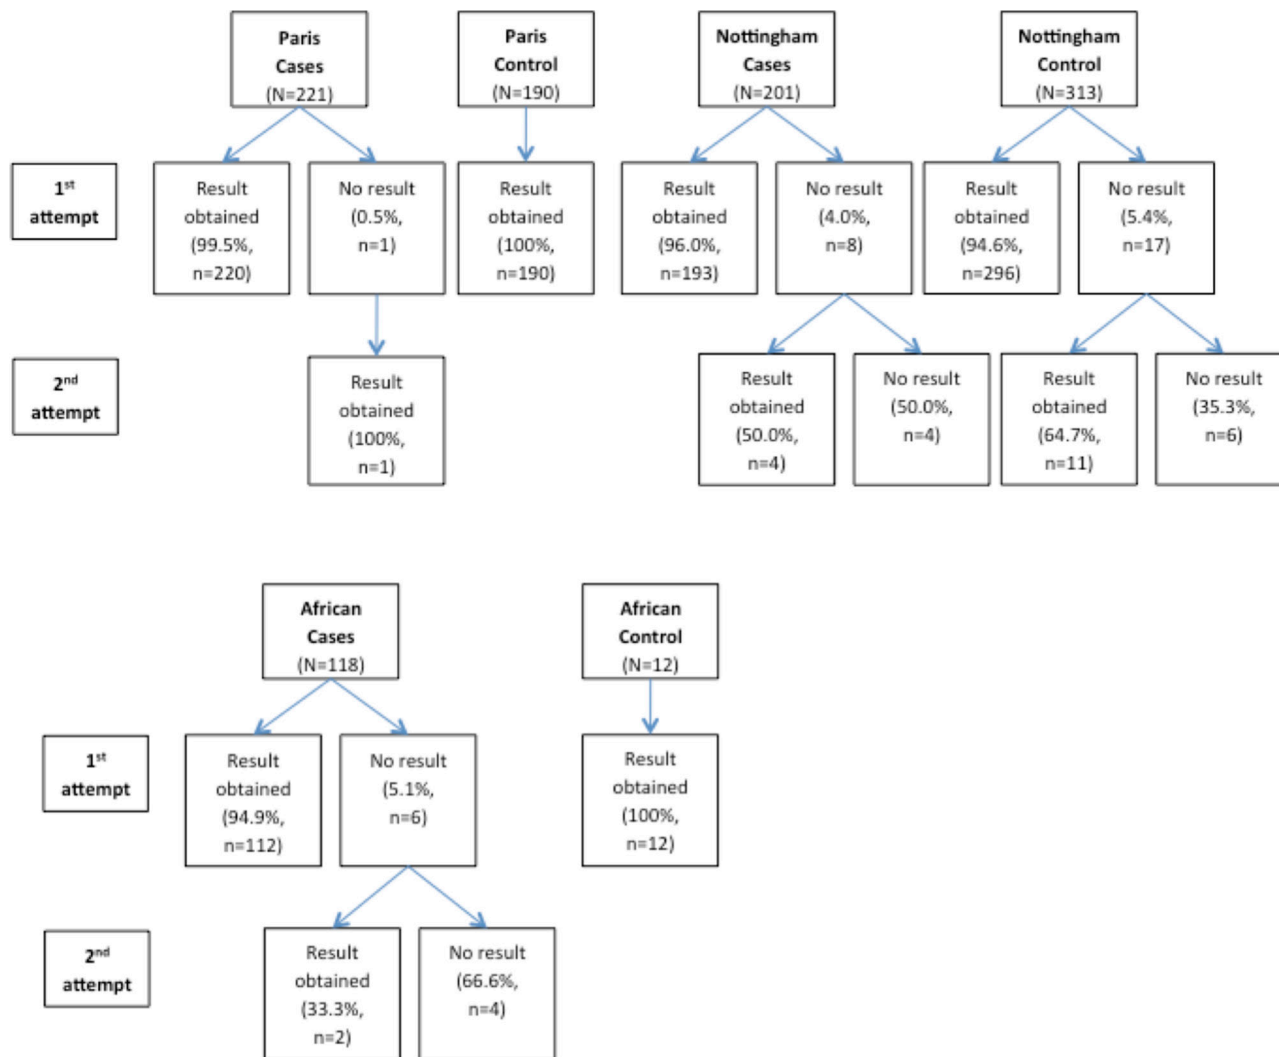 Paris
Cases
(N=221)
Paris
Control
(N=190)
Nottingham
Cases
(N=201)
Nottingham
Control
(N=313)
1st
attempt
Result
obtained
(99.5%,
n=220)
No result
(0.5%,
n=1)
Result
obtained
(100%,
n=190)
Result
obtained
(96.0%,
n=193)
No result
(4.0%,
n=8)
Result
obtained
(94.6%,
n=296)
No result
(5.4%,
n=17)
2nd
attempt
Result
obtained
(100%,
n=1)
Result
obtained
(50.0%,
n=4)
No result
(50.0%,
n=4)
Result
obtained
(64.7%,
n=11)
No result
(35.3%,
n=6)
African
Cases
(N=118)
African
Control
(N=12)
1st
attempt
Result
obtained
(94.9%,
n=112)
No result
(5.1%,
n=6)
Result
obtained
(100%,
n=12)
2nd
attempt
Result
obtained
(33.3%,
n=2)
No result
(66.6%,
n=4)